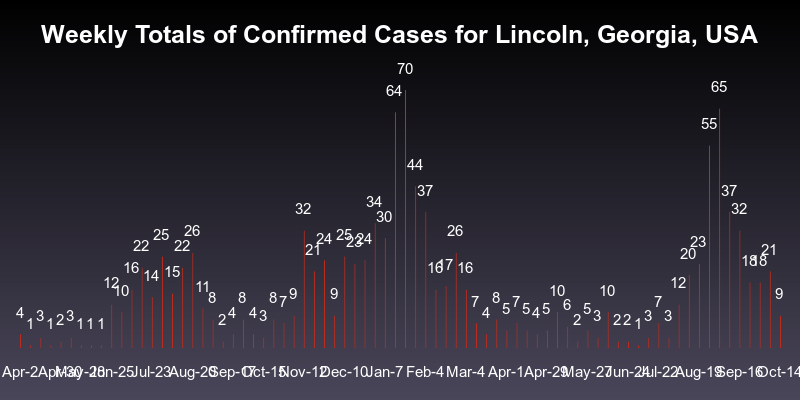 Weekly Totals of Confirmed Cases for Lincoln, Georgia, USA
4 1 3 1 2 3 1 1 1 12 10 16 22 14 25 15 22 26 11 8 2 4 8 4 3 8 7 9 32 21 24 9 25 23 24 34 30 64 70 44 37 16 17 26 16 7 4 8 5 7 5 4 5 10 6 2 5 3 10 2 2 1 3 7 3 12 20 23 55 65 37 32 18 18 21 9
Apr-2 Apr-30 May-28 Jun-25 Jul-23 Aug-20 Sep-17 Oct-15 Nov-12 Dec-10 Jan-7 Feb-4 Mar-4 Apr-1 Apr-29 May-27 Jun-24 Jul-22 Aug-19 Sep-16 Oct-14